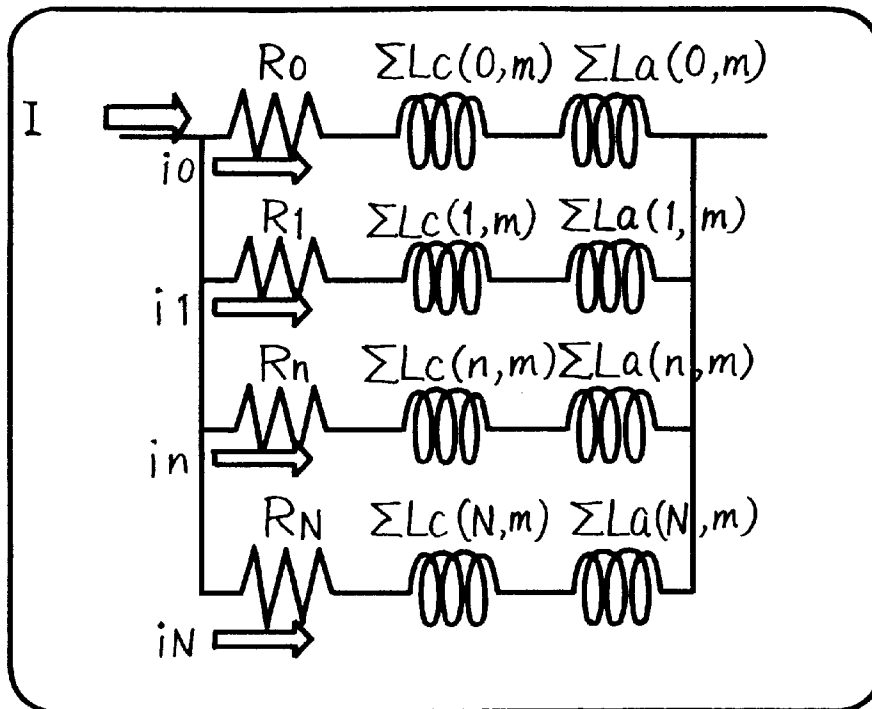 Ro ΣLc(0,m) ΣLa(0,m)
I
io
R1 ΣLc(1,m) ΣLa(1,m)
i1
Rn ΣLc(n,m) ΣLa(n,m)
in
RN ΣLc(N,m) ΣLa(N,m)
iN